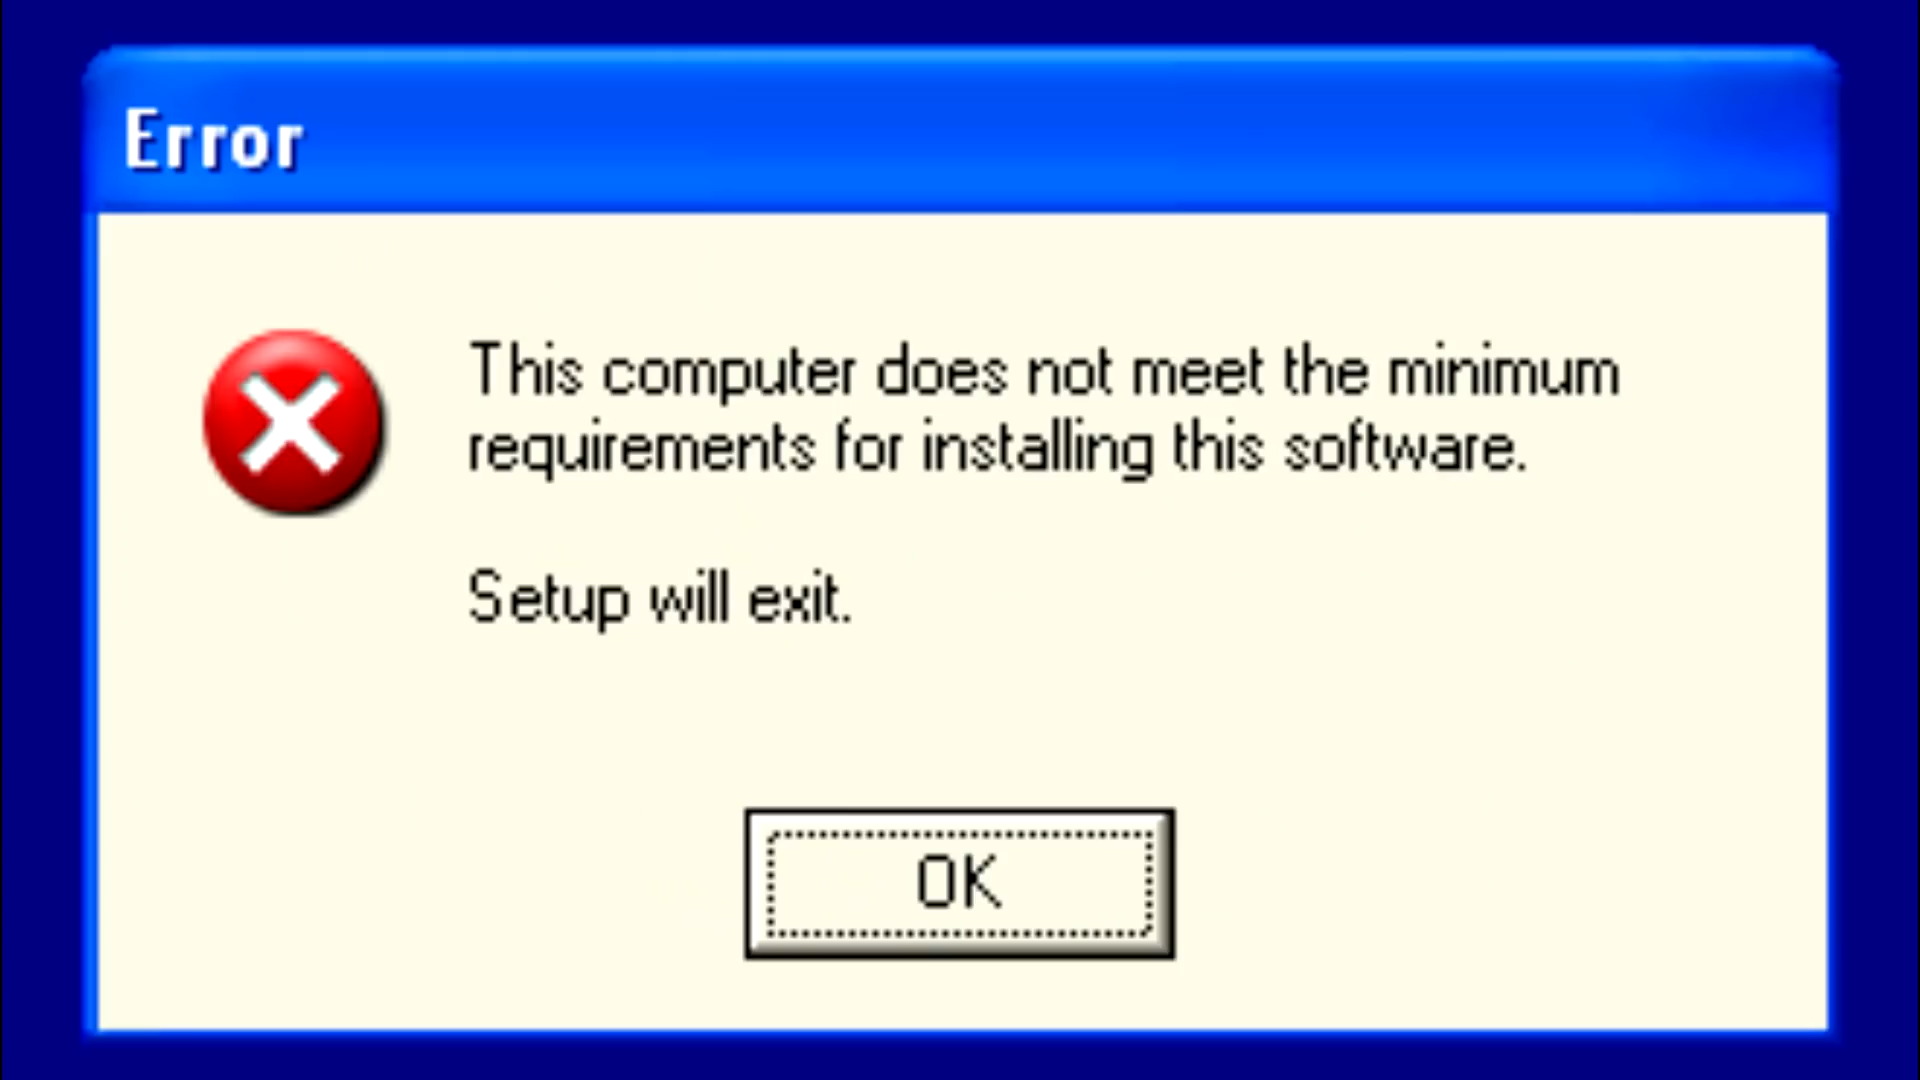 Error
This computer does not meet the minimum
requirements for installing this software.
Setup will exit.
OK